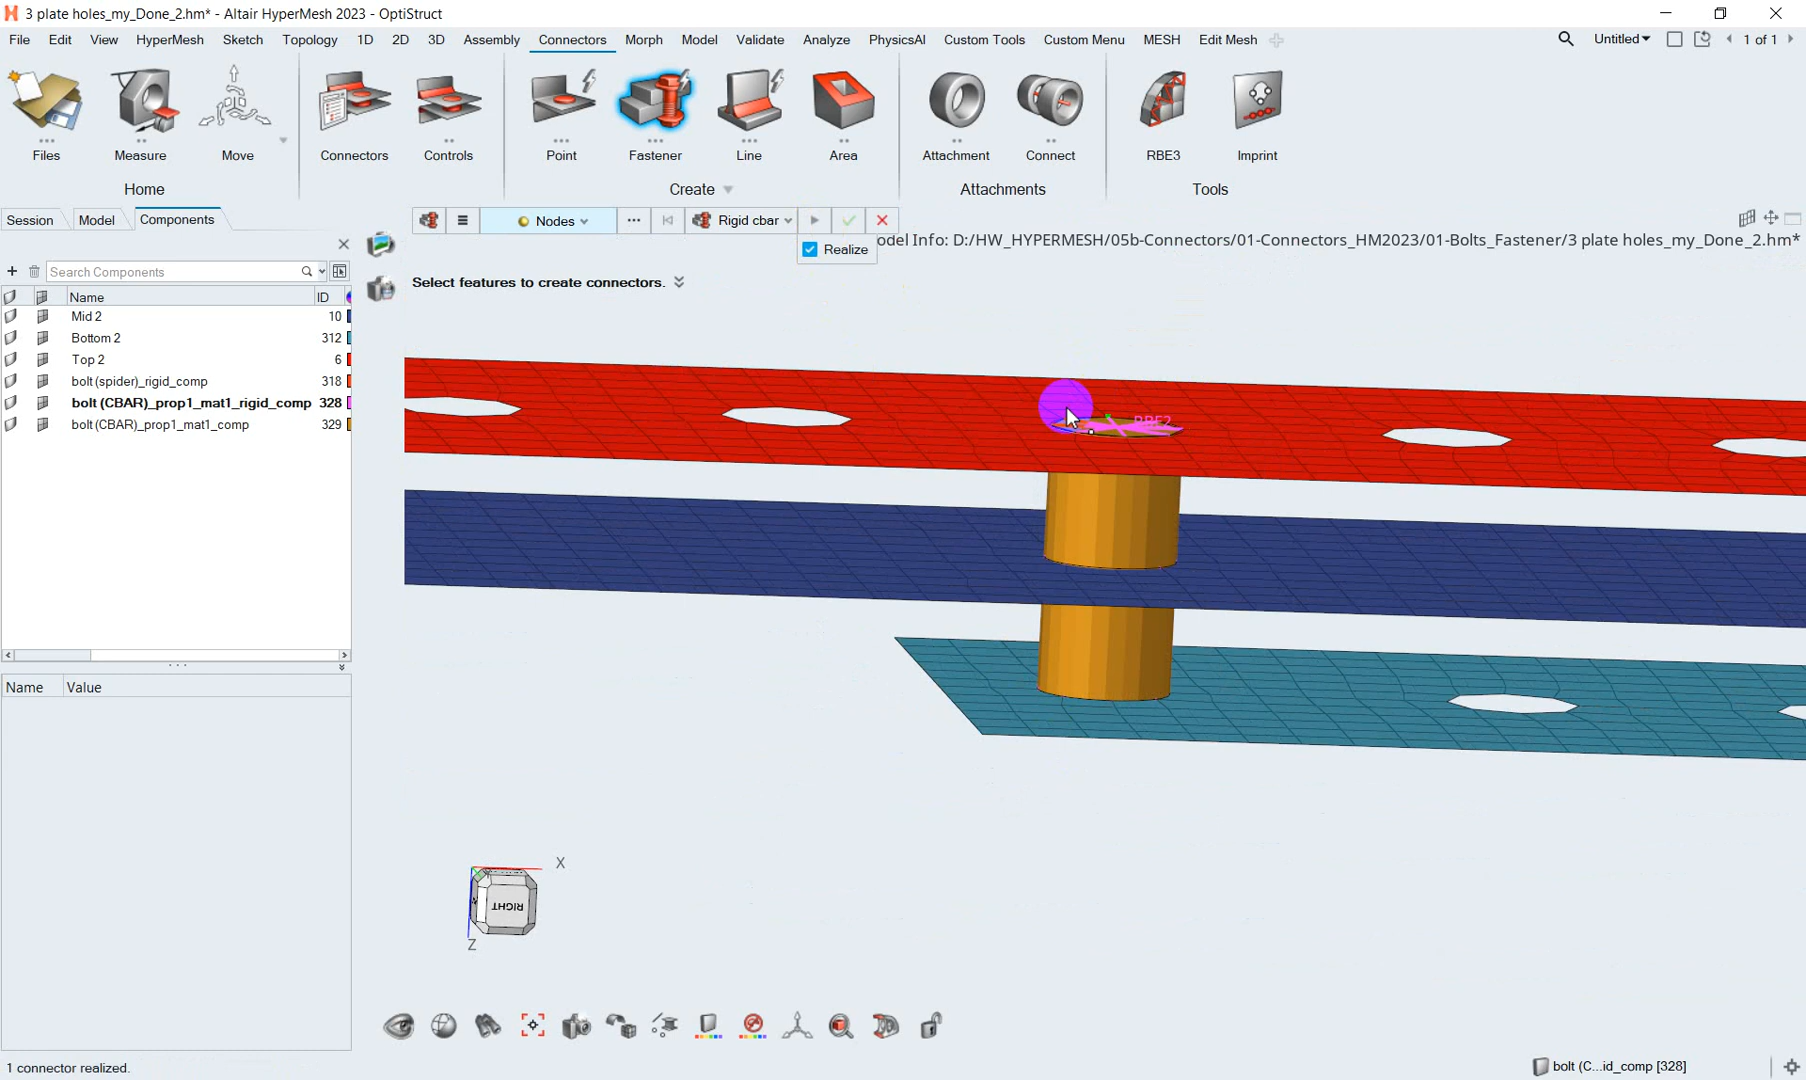 3 plate holes_my_Done_2.hm* - Altair HyperMesh 2023 - OptiStruct
File Edit View HyperMesh Sketch Topology 1D 2D 3D Assembly Connectors Morph Model Validate Analyze PhysicsAI Custom Tools Custom Menu MESH Edit Mesh Untitled 1 of 1
Files Measure Move Connectors Controls Point Fastener Line Area Attachment Connect RBE3 Imprint
Home Create Attachments Tools
Session Model Components
Nodes Rigid cbar
Realize
odel Info: D:/HW_HYPERMESH/05b-Connectors/01-Connectors_HM2023/01-Bolts_Fastener/3 plate holes_my_Done_2.hm*
Search Components
Select features to create connectors.
Name ID
Mid 2 10
Bottom 2 312
Top 2 6
bolt (spider)_rigid_comp 318
bolt (CBAR)_prop1_mat1_rigid_comp 328
bolt (CBAR)_prop1_mat1_comp 329
RBE2
Name Value
X
RIGHT
Z
1 connector realized.
bolt (C...id_comp [328]